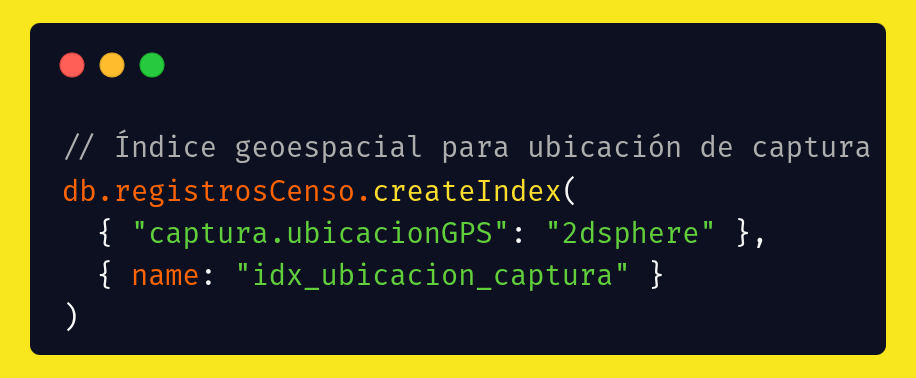 // Índice geoespacial para ubicación de captura
db.registrosCenso.createIndex(
  { "captura.ubicacionGPS": "2dsphere" },
  { name: "idx_ubicacion_captura" }
)